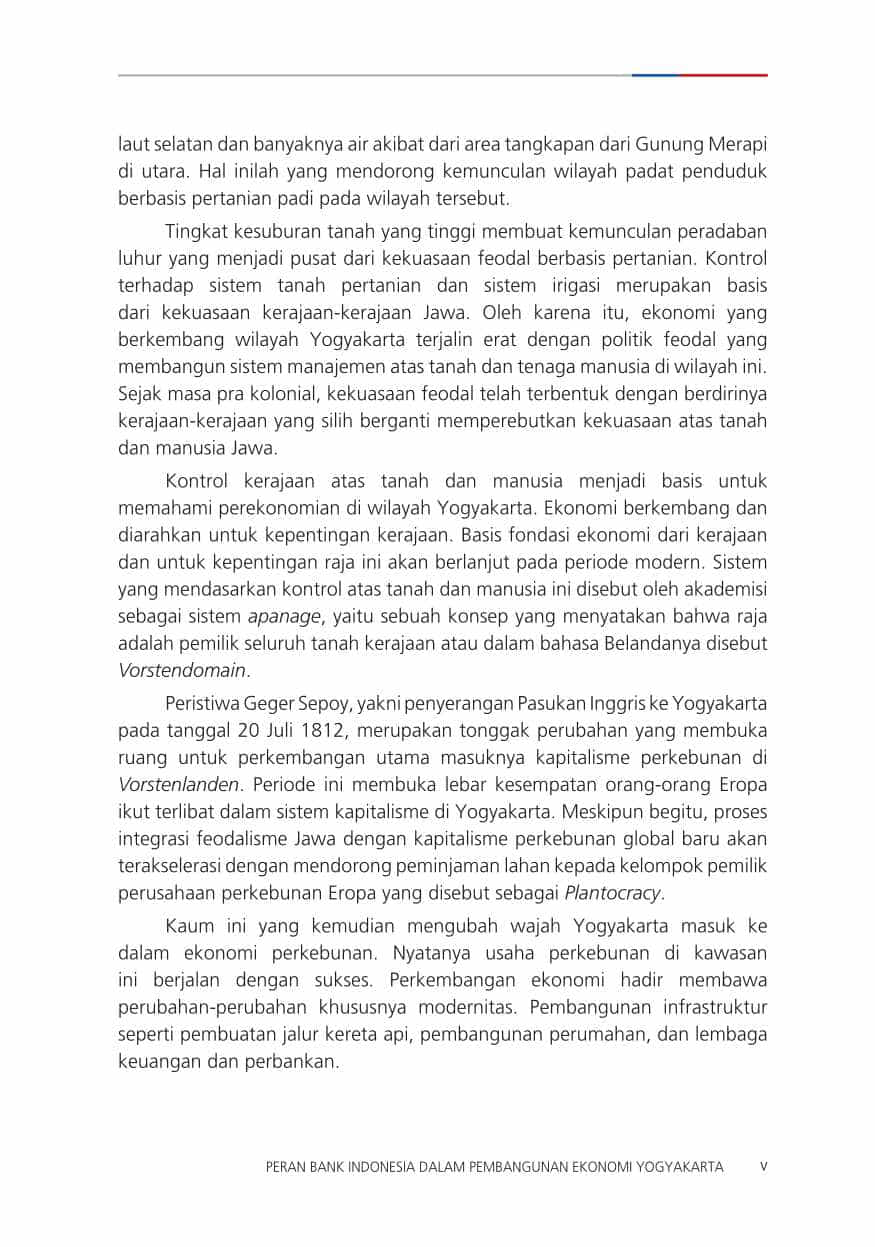 laut selatan dan banyaknya air akibat dari area tangkapan dari Gunung Merapi
di utara. Hal inilah yang mendorong kemunculan wilayah padat penduduk
berbasis pertanian padi pada wilayah tersebut.
Tingkat kesuburan tanah yang tinggi membuat kemunculan peradaban
luhur yang menjadi pusat dari kekuasaan feodal berbasis pertanian. Kontrol
terhadap sistem tanah pertanian dan sistem irigasi merupakan basis
dari kekuasaan kerajaan-kerajaan Jawa. Oleh karena itu, ekonomi yang
berkembang wilayah Yogyakarta terjalin erat dengan politik feodal yang
membangun sistem manajemen atas tanah dan tenaga manusia di wilayah ini.
Sejak masa pra kolonial, kekuasaan feodal telah terbentuk dengan berdirinya
kerajaan-kerajaan yang silih berganti memperebutkan kekuasaan atas tanah
dan manusia Jawa.
Kontrol kerajaan atas tanah dan manusia menjadi basis untuk
memahami perekonomian di wilayah Yogyakarta. Ekonomi berkembang dan
diarahkan untuk kepentingan kerajaan. Basis fondasi ekonomi dari kerajaan
dan untuk kepentingan raja ini akan berlanjut pada periode modern. Sistem
yang mendasarkan kontrol atas tanah dan manusia ini disebut oleh akademisi
sebagai sistem apanage, yaitu sebuah konsep yang menyatakan bahwa raja
adalah pemilik seluruh tanah kerajaan atau dalam bahasa Belandanya disebut
Vorstendomain.
Peristiwa Geger Sepoy, yakni penyerangan Pasukan Inggris ke Yogyakarta
pada tanggal 20 Juli 1812, merupakan tonggak perubahan yang membuka
ruang untuk perkembangan utama masuknya kapitalisme perkebunan di
Vorstenlanden. Periode ini membuka lebar kesempatan orang-orang Eropa
ikut terlibat dalam sistem kapitalisme di Yogyakarta. Meskipun begitu, proses
integrasi feodalisme Jawa dengan kapitalisme perkebunan global baru akan
terakselerasi dengan mendorong peminjaman lahan kepada kelompok pemilik
perusahaan perkebunan Eropa yang disebut sebagai Plantocracy.
Kaum ini yang kemudian mengubah wajah Yogyakarta masuk ke
dalam ekonomi perkebunan. Nyatanya usaha perkebunan di kawasan
ini berjalan dengan sukses. Perkembangan ekonomi hadir membawa
perubahan-perubahan khususnya modernitas. Pembangunan infrastruktur
seperti pembuatan jalur kereta api, pembangunan perumahan, dan lembaga
keuangan dan perbankan.
PERAN BANK INDONESIA DALAM PEMBANGUNAN EKONOMI YOGYAKARTA v